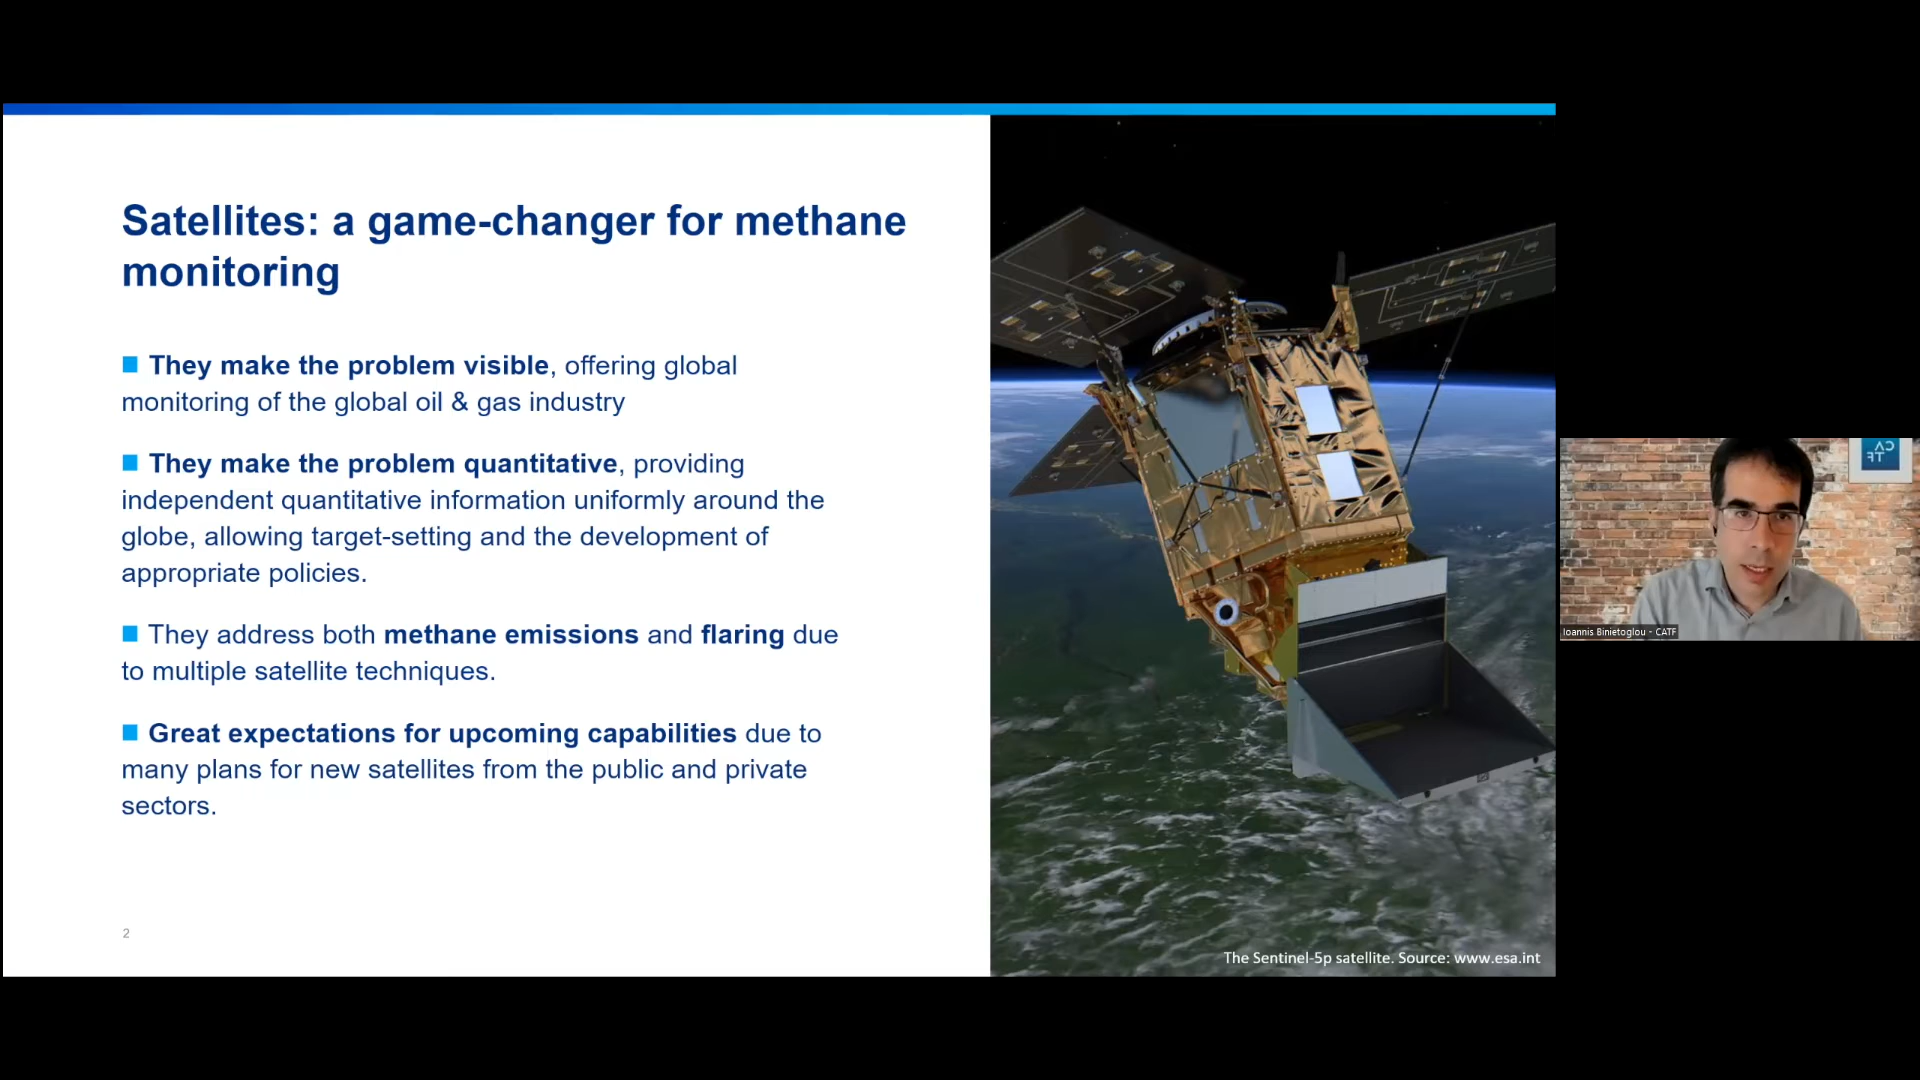 Satellites: a game-changer for methane
monitoring
They make the problem visible, offering global
monitoring of the global oil & gas industry
They make the problem quantitative, providing
independent quantitative information uniformly around the
globe, allowing target-setting and the development of
appropriate policies.
They address both methane emissions and flaring due
to multiple satellite techniques.
Great expectations for upcoming capabilities due to
many plans for new satellites from the public and private
sectors.
2
The Sentinel-5p satellite. Source: www.esa.int
CA
TF
Ioannis Binietoglou - CATF